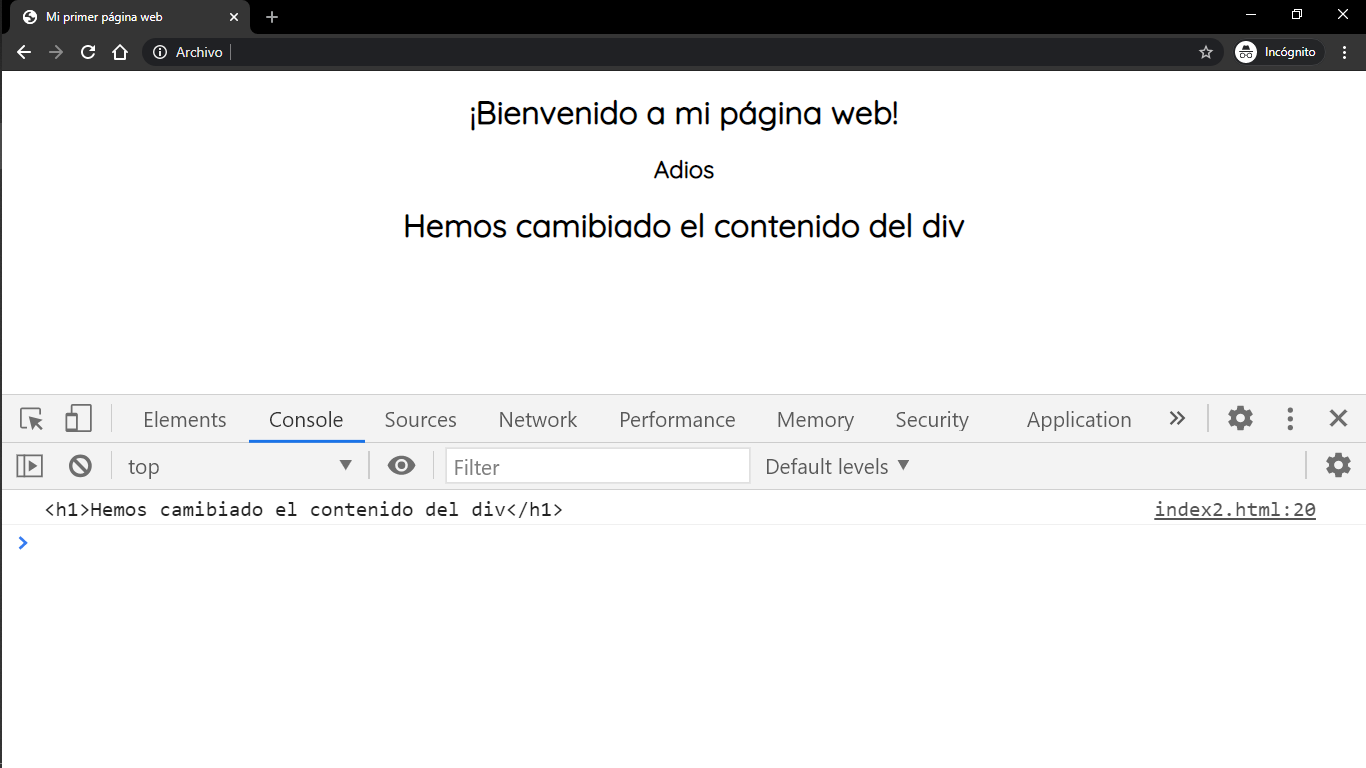 Mi primer página web
Archivo
Incógnito
¡Bienvenido a mi página web!
Adios
Hemos camibiado el contenido del div
Elements Console Sources Network Performance Memory Security Application
top Filter Default levels
<h1>Hemos camibiado el contenido del div</h1> index2.html:20